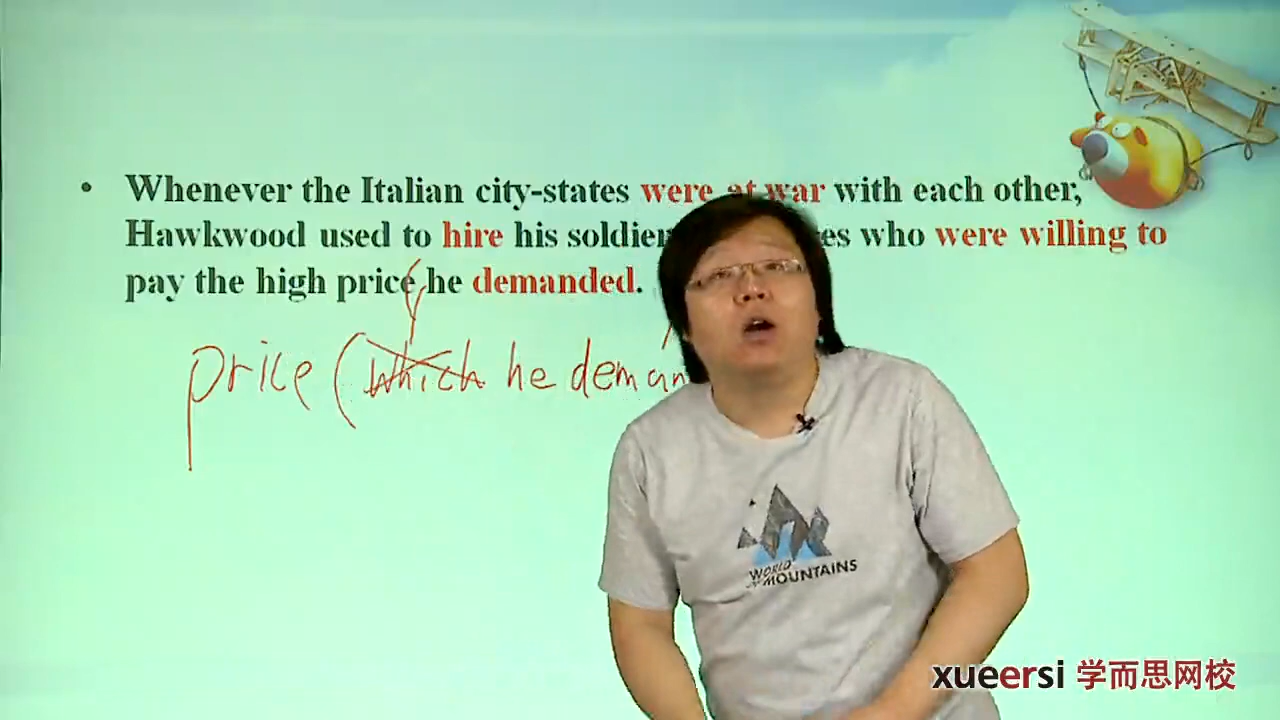 Whenever the Italian city-states were at war with each other,
Hawkwood used to hire his soldier es who were willing to
pay the high price he demanded.
price (which he deman
WORLD
OF MOUNTAINS
xueersi 学而思网校